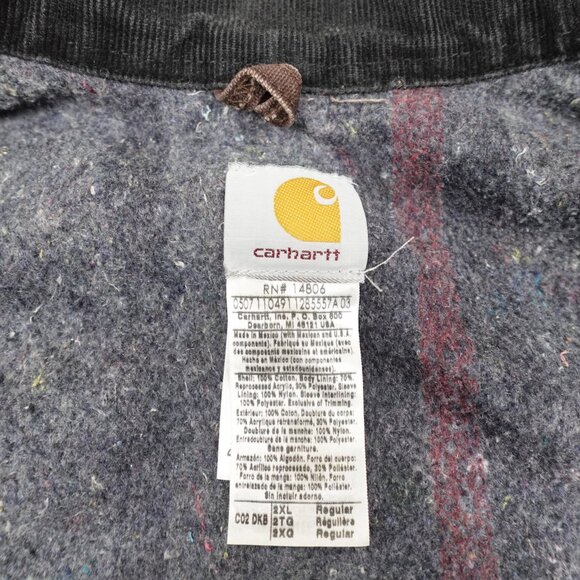 carhartt
RN# 14806
05071104911285557A 03
Carhartt, Inc. P. O. Box 600
Dearborn, MI 48121 USA
Made in Mexico (with Mexican and U.S.A.
components). Fabriqué au Mexique (avec
des composants mexicains et américains).
Hecho en México (con componentes
mexicanos y estadounidenses)
Shell: 100% Cotton. Body Lining: 70%
Reprocessed Acrylic, 30% Polyester. Sleeve
Lining: 100% Nylon. Sleeve Interlining:
100% Polyester. Exclusive of Trimming
Extérieur: 100% Coton. Doublure du corps:
70% Acrylique retransformé, 30% Polyester.
Doublure de la manche: 100% Nylon.
Entredoublure de la manche: 100% Polyester
Sans garniture.
Armazón: 100% Algodón. Forro del cuerpo:
70% Acrílico reprocesado, 30% Poliéster.
Forro de la manga: 100% Nilón.
Entreforro de la manga: 100% Poliéster.
Sin incluir adorno.
C02 DKB
2XL Regular
2TG Régulière
2XG Regular